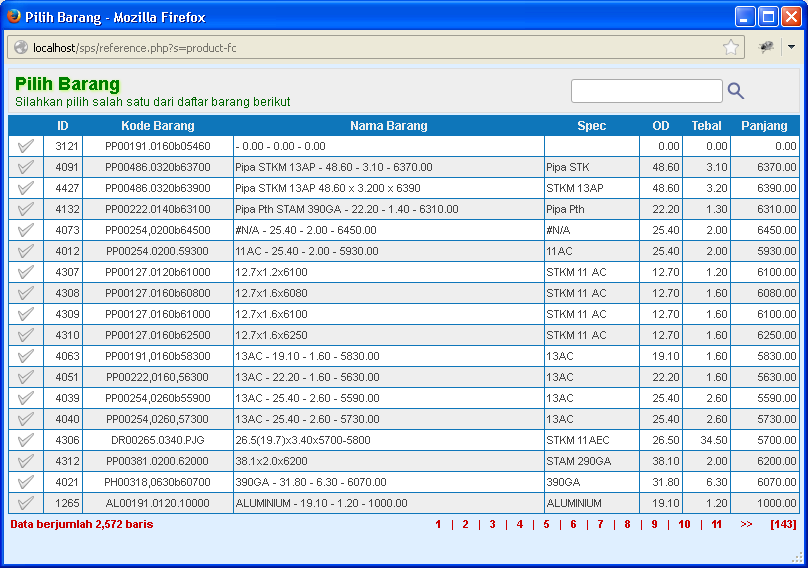 Pilih Barang - Mozilla Firefox
localhost/sps/reference.php?s=product-fc
Pilih Barang
Silahkan pilih salah satu dari daftar barang berikut
ID Kode Barang Nama Barang Spec OD Tebal Panjang
3121 PP00191.0160b05460 - 0.00 - 0.00 - 0.00 0.00 0.00 0.00
4091 PP00486.0320b63700 Pipa STKM 13AP - 48.60 - 3.10 - 6370.00 Pipa STK 48.60 3.10 6370.00
4427 PP00486.0320b63900 Pipa STKM 13AP 48.60 x 3.200 x 6390 STKM 13AP 48.60 3.20 6390.00
4132 PP00222.0140b63100 Pipa Pth STAM 390GA - 22.20 - 1.40 - 6310.00 Pipa Pth 22.20 1.30 6310.00
4073 PP00254,0200b64500 #N/A - 25.40 - 2.00 - 6450.00 #N/A 25.40 2.00 6450.00
4012 PP00254.0200.59300 11AC - 25.40 - 2.00 - 5930.00 11AC 25.40 2.00 5930.00
4307 PP00127.0120b61000 12.7x1.2x6100 STKM 11 AC 12.70 1.20 6100.00
4308 PP00127.0160b60800 12.7x1.6x6080 STKM 11 AC 12.70 1.60 6080.00
4309 PP00127.0160b61000 12.7x1.6x6100 STKM 11 AC 12.70 1.60 6100.00
4310 PP00127.0160b62500 12.7x1.6x6250 STKM 11 AC 12.70 1.60 6250.00
4063 PP00191,0160b58300 13AC - 19.10 - 1.60 - 5830.00 13AC 19.10 1.60 5830.00
4051 PP00222,0160,56300 13AC - 22.20 - 1.60 - 5630.00 13AC 22.20 1.60 5630.00
4039 PP00254,0260b55900 13AC - 25.40 - 2.60 - 5590.00 13AC 25.40 2.60 5590.00
4040 PP00254,0260,57300 13AC - 25.40 - 2.60 - 5730.00 13AC 25.40 2.60 5730.00
4306 DR00265.0340.PJG 26.5(19.7)x3.40x5700-5800 STKM 11AEC 26.50 34.50 5700.00
4312 PP00381.0200.62000 38.1x2.0x6200 STAM 290GA 38.10 2.00 6200.00
4021 PH00318,0630b60700 390GA - 31.80 - 6.30 - 6070.00 390GA 31.80 6.30 6070.00
1265 AL00191.0120.10000 ALUMINIUM - 19.10 - 1.20 - 1000.00 ALUMINIUM 19.10 1.20 1000.00
Data berjumlah 2,572 baris 1 | 2 | 3 | 4 | 5 | 6 | 7 | 8 | 9 | 10 | 11 >> [143]